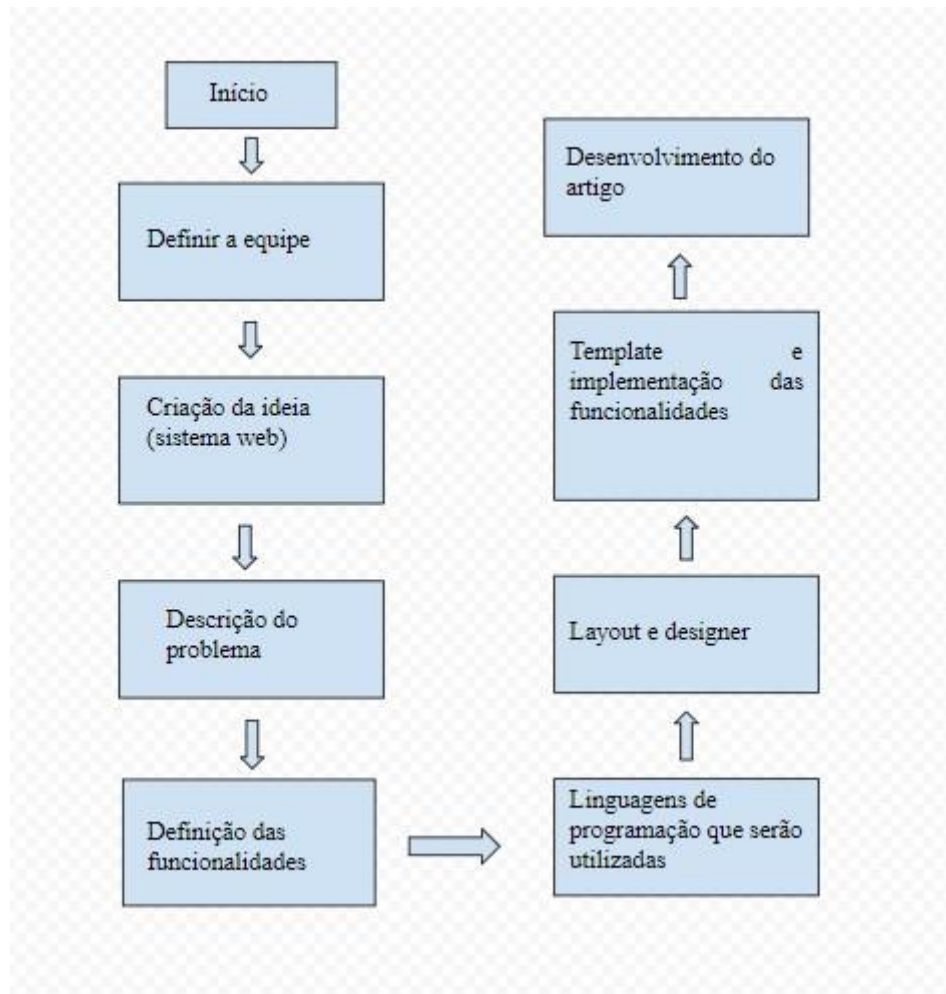 Início
Definir a equipe
Criação da ideia
(sistema web)
Descrição do
problema
Definição das
funcionalidades
Linguagens de
programação que serão
utilizadas
Layout e designer
Template e
implementação das
funcionalidades
Desenvolvimento do
artigo